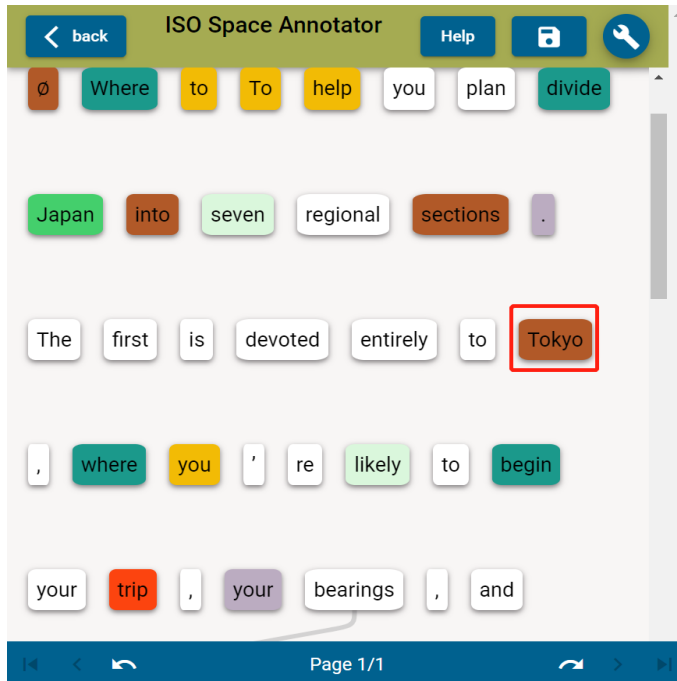 back ISO Space Annotator Help
Ø Where to To help you plan divide
Japan into seven regional sections .
The first is devoted entirely to Tokyo
, where you ’ re likely to begin
your trip , your bearings , and
Page 1/1